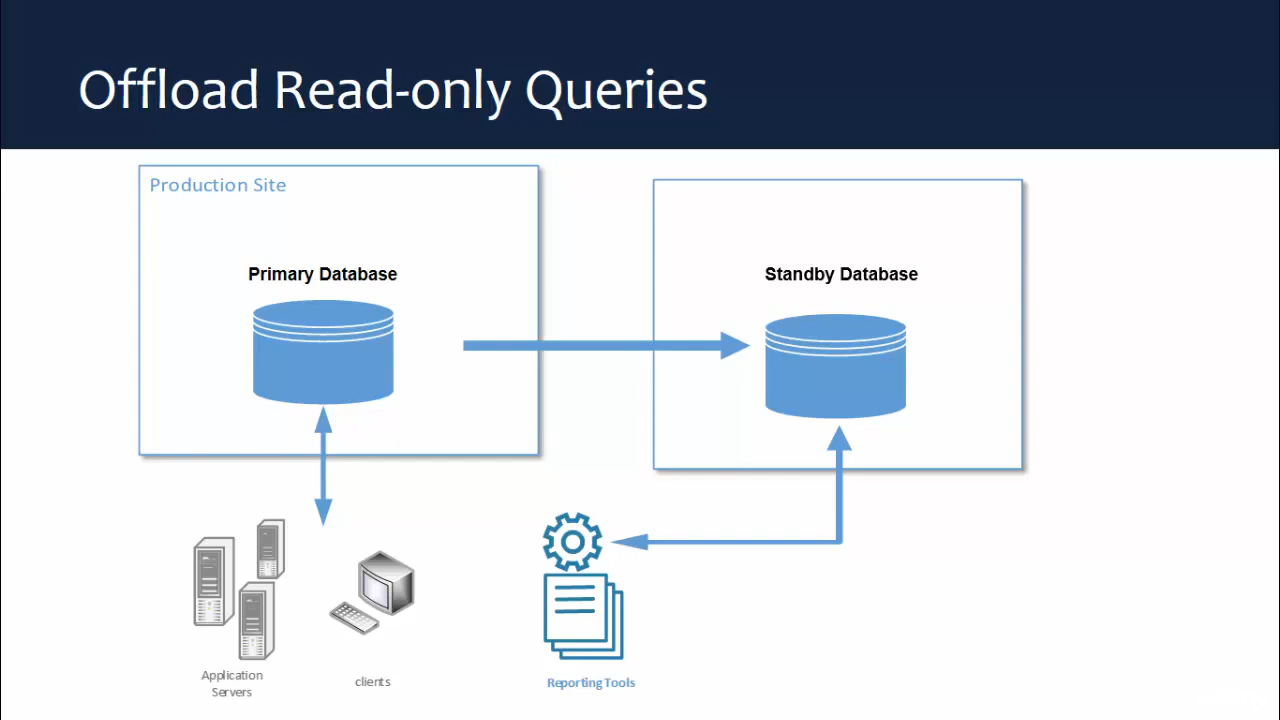 Offload Read-only Queries
Production Site
Primary Database
Standby Database
Application
Servers
clients
Reporting Tools